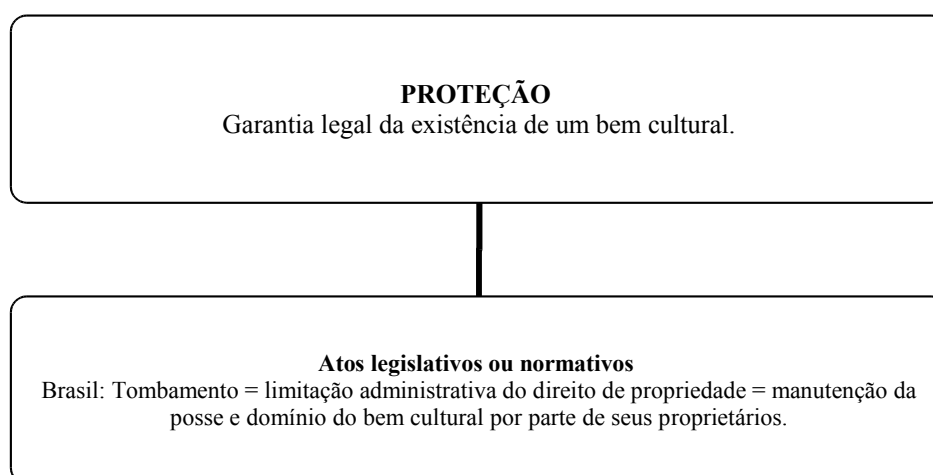 PROTEÇÃO
Garantia legal da existência de um bem cultural.
Atos legislativos ou normativos
Brasil: Tombamento = limitação administrativa do direito de propriedade = manutenção da
posse e domínio do bem cultural por parte de seus proprietários.